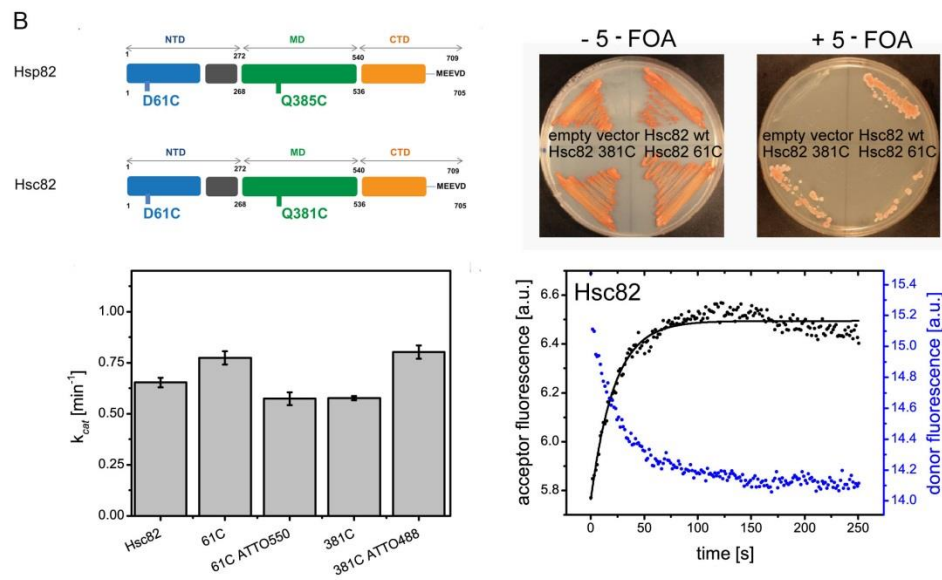 B
NTD MD CTD
1 272 540 709
Hsp82
MEEVD
1 268 536 705
D61C Q385C
NTD MD CTD
1 272 540 709
Hsc82
MEEVD
1 268 536 705
D61C Q381C
- 5 - FOA
empty vector Hsc82 wt
Hsc82 381C Hsc82 61C
+ 5 - FOA
empty vector Hsc82 wt
Hsc82 381C Hsc82 61C
kcat [min-1]
1.00
0.75
0.50
0.25
0.00
Hsc82
61C
61C ATTO550
381C
381C ATTO488
Hsc82
acceptor fluorescence [a.u.]
6.6
6.4
6.2
6.0
5.8
15.4
15.2
15.0
14.8
14.6
14.4
14.2
14.0
donor fluorescence [a.u.]
0 50 100 150 200 250
time [s]